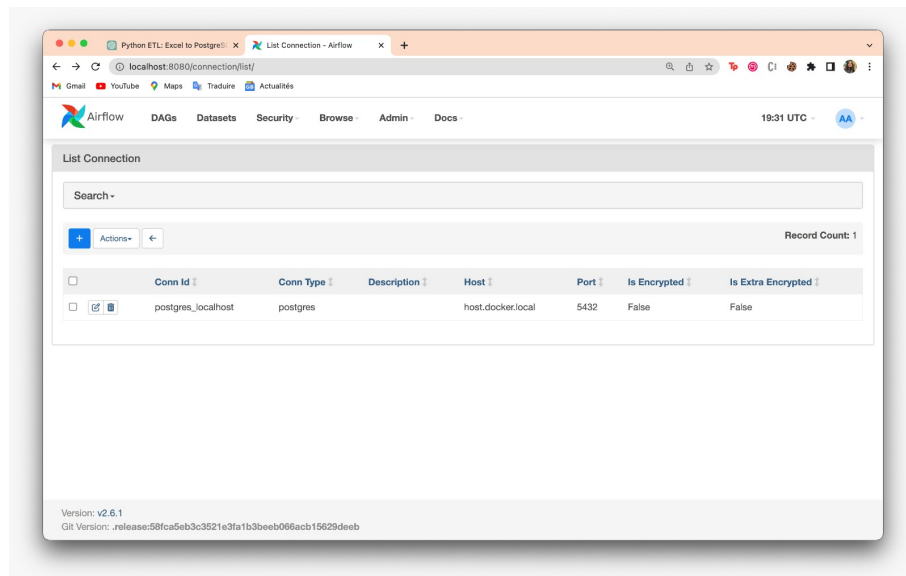 Python ETL: Excel to PostgreS
List Connection - Airflow
localhost:8080/connection/list/
Gmail YouTube Maps Traduire Actualités
Airflow DAGs Datasets Security Browse Admin Docs 19:31 UTC AA
List Connection
Search
+ Actions Record Count: 1
Conn Id Conn Type Description Host Port Is Encrypted Is Extra Encrypted
postgres_localhost postgres host.docker.local 5432 False False
Version: v2.6.1
Git Version: .release:58fca5eb3c3521e3fa1b3beeb066acb15629deeb